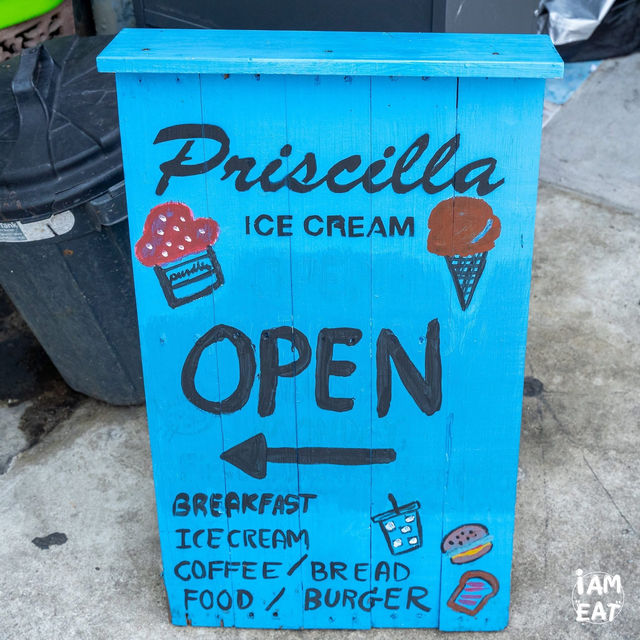 Priscilla
ICE CREAM
OPEN
BREAKFAST
ICECREAM
COFFEE / BREAD
FOOD / BURGER
iAM
EAT